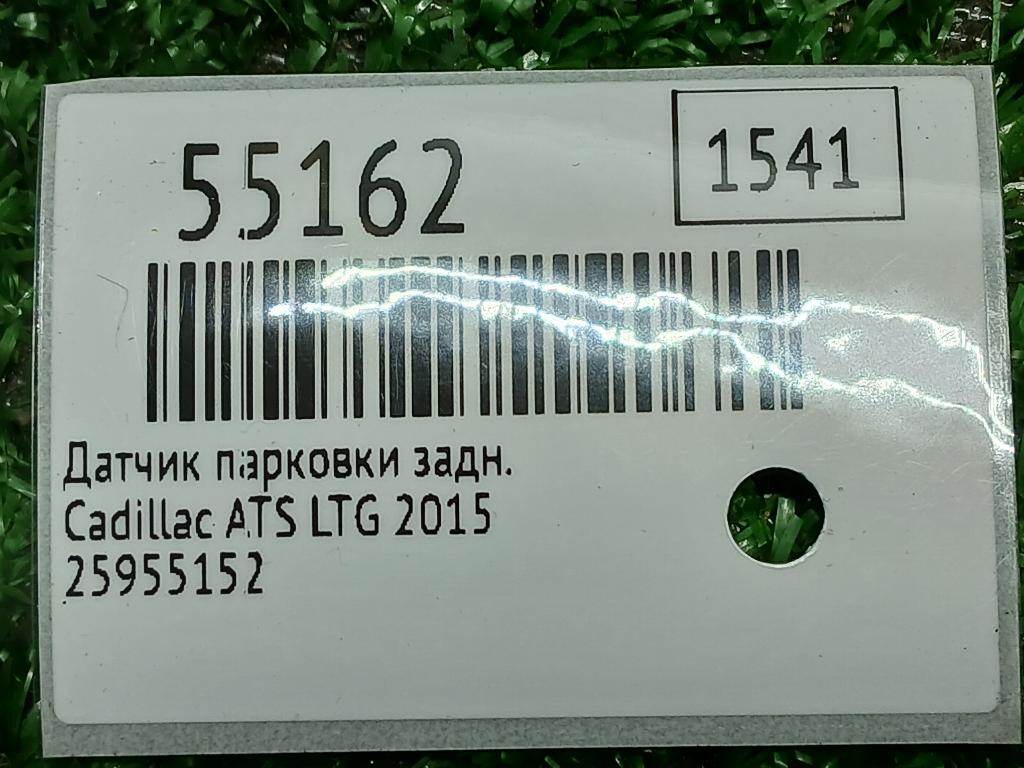 55162
1541
Датчик парковки задн.
Cadillac ATS LTG 2015
25955152